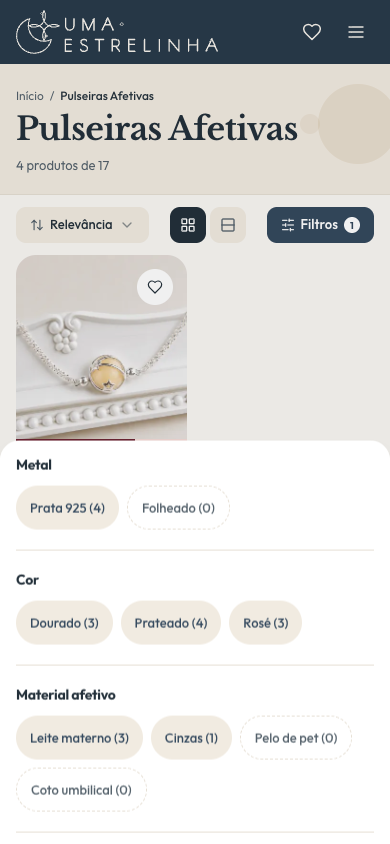 UMA
ESTRELINHA
Início / Pulseiras Afetivas
Pulseiras Afetivas
4 produtos de 17
Relevância
Filtros 1
Metal
Prata 925 (4) Folheado (0)
Cor
Dourado (3) Prateado (4) Rosé (3)
Material afetivo
Leite materno (3) Cinzas (1) Pelo de pet (0)
Coto umbilical (0)